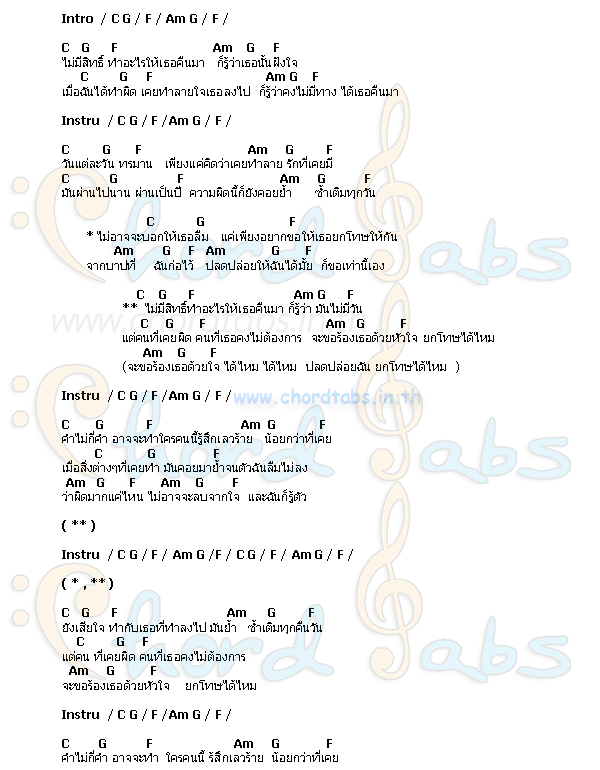 Intro / C G / F / Am G / F /
C G F Am G F
ไม่มีสิทธิ์ ทำอะไรให้เธอคืนมา ก็รู้ว่าเธอนั้นฝังใจ
C G F Am G F
เมื่อฉันได้ทำผิด เคยทำลายใจเธอลงไป ก็รู้ว่าคงไม่มีทาง ได้เธอคืนมา
Instru / C G / F /Am G / F /
C G F Am G F
วันแต่ละวัน ทรมาน เพียงแค่คิดว่าเคยทำลาย รักที่เคยมี
C G F Am G F
มันผ่านไปนาน ผ่านเป็นปี ความผิดนี้ก็ยังคอยย้ำ ซ้ำเดิมทุกวัน
C G F
* ไม่อาจจะบอกให้เธอลืม แค่เพียงอยากขอให้เธอยกโทษให้กัน
Am G F Am G F
จากบาปที่ ฉันก่อไว้ ปลดปล่อยให้ฉันได้มั้ย ก็ขอเท่านี้เอง
C G F Am G F
** ไม่มีสิทธิ์ทำอะไรให้เธอคืนมา ก็รู้ว่า มันไม่มีวัน
C G F Am G F
แต่คนที่เคยผิด คนที่เธอคงไม่ต้องการ จะขอร้องเธอด้วยหัวใจ ยกโทษได้ไหม
Am G F
(จะขอร้องเธอด้วยใจ ได้ไหม ได้ไหม ปลดปล่อยฉัน ยกโทษได้ไหม )
Instru / C G / F /Am G / F /
www.chordtabs.in.th
C G F Am G F
คำไม่กี่คำ อาจจะทำใครคนนี้รู้สึกเลวร้าย น้อยกว่าที่เคย
C G F
เมื่อสิ่งต่างๆที่เคยทำ มันคอยมาย้ำจนตัวฉันลืมไม่ลง
Am G F Am G F
ว่าผิดมากแค่ไหน ไม่อาจจะลบจากใจ และฉันก็รู้ตัว
( ** )
Instru / C G / F / Am G /F / C G / F / Am G / F /
( * , ** )
C G F Am G F
ยังเสียใจ ทำกับเธอที่ทำลงไป มันย้ำ ซ้ำเดิมทุกคืนวัน
C G F
แต่คน ที่เคยผิด คนที่เธอคงไม่ต้องการ
Am G F
จะขอร้องเธอด้วยหัวใจ ยกโทษได้ไหม
Instru / C G / F /Am G / F /
C G F Am G F
คำไม่กี่คำ อาจจะทำ ใครคนนี้ รู้สึกเลวร้าย น้อยกว่าที่เคย